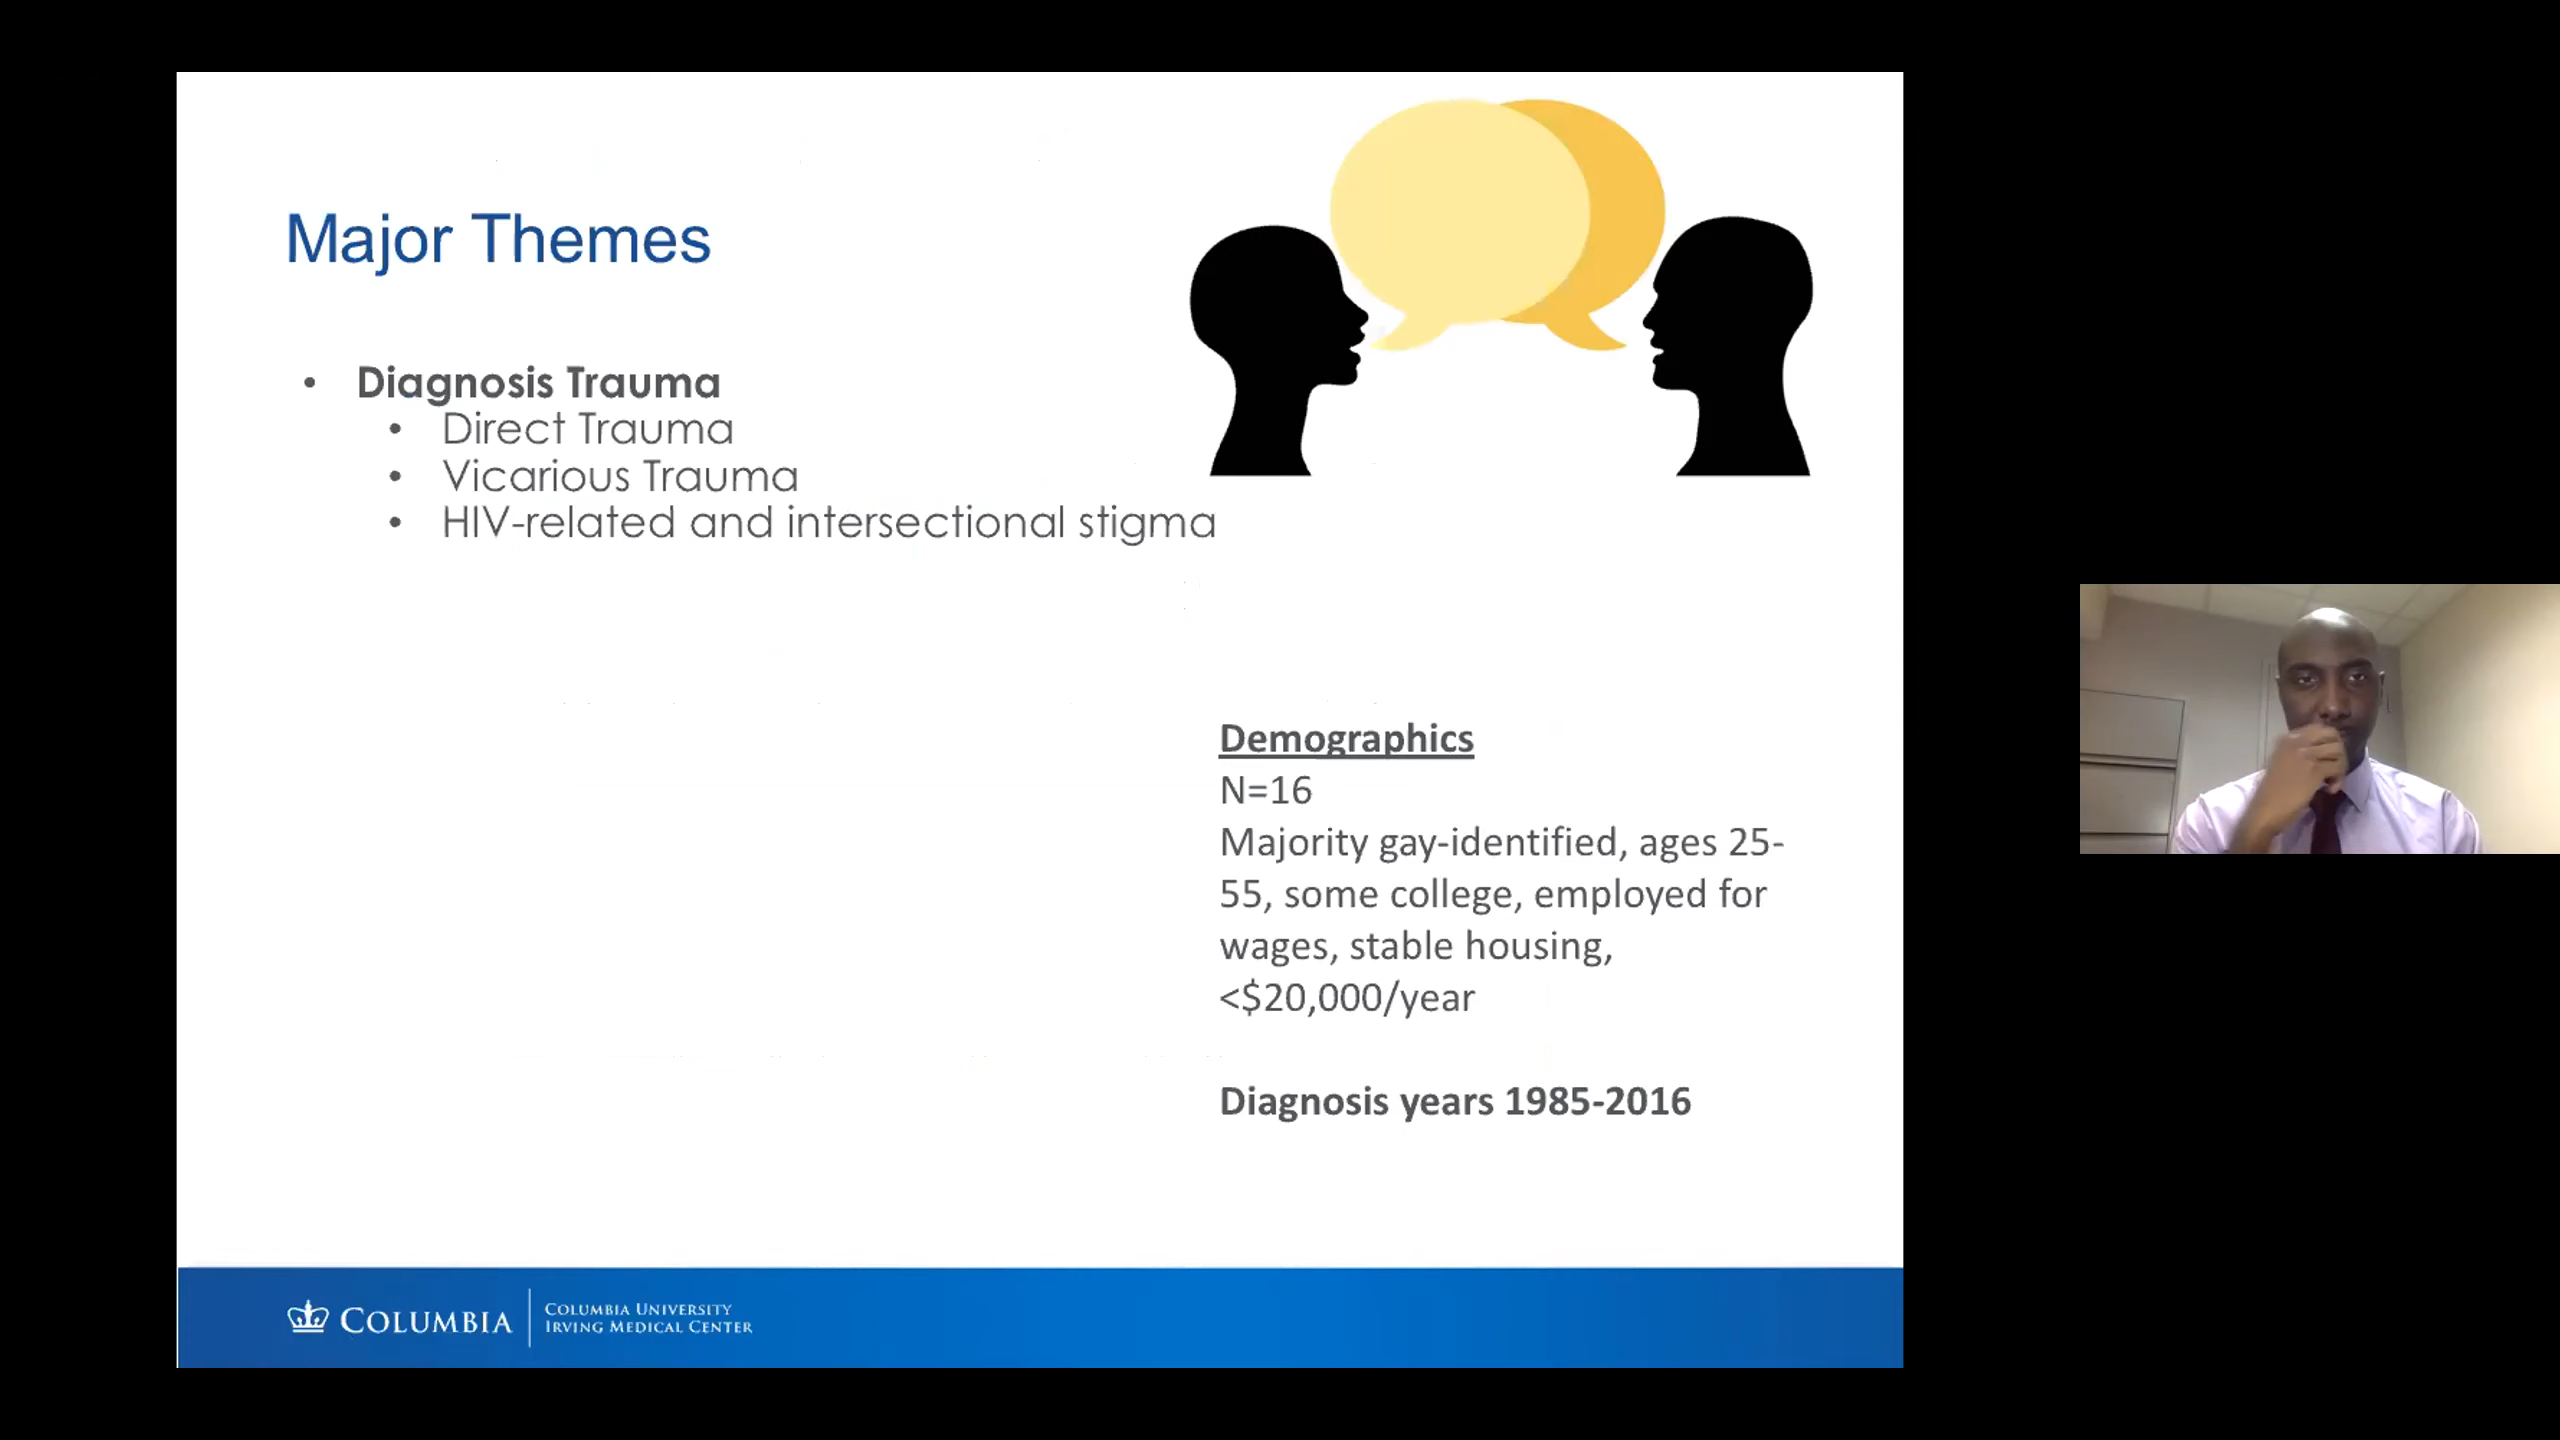 Major Themes
• Diagnosis Trauma
• Direct Trauma
• Vicarious Trauma
• HIV-related and intersectional stigma
Demographics
N=16
Majority gay-identified, ages 25-
55, some college, employed for
wages, stable housing,
<$20,000/year
Diagnosis years 1985-2016
COLUMBIA
COLUMBIA UNIVERSITY
IRVING MEDICAL CENTER